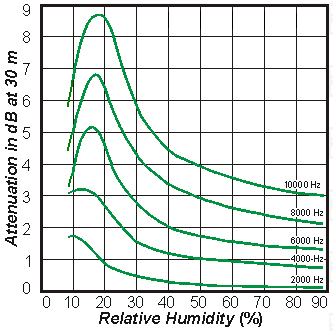 Attenuation in dB at 30 m
9
8
7
6
5
4
3
2
1
0
10000 Hz
8000 Hz
6000 Hz
4000-Hz
2000 Hz
0 10 20 30 40 50 60 70 80 90
Relative Humidity (%)